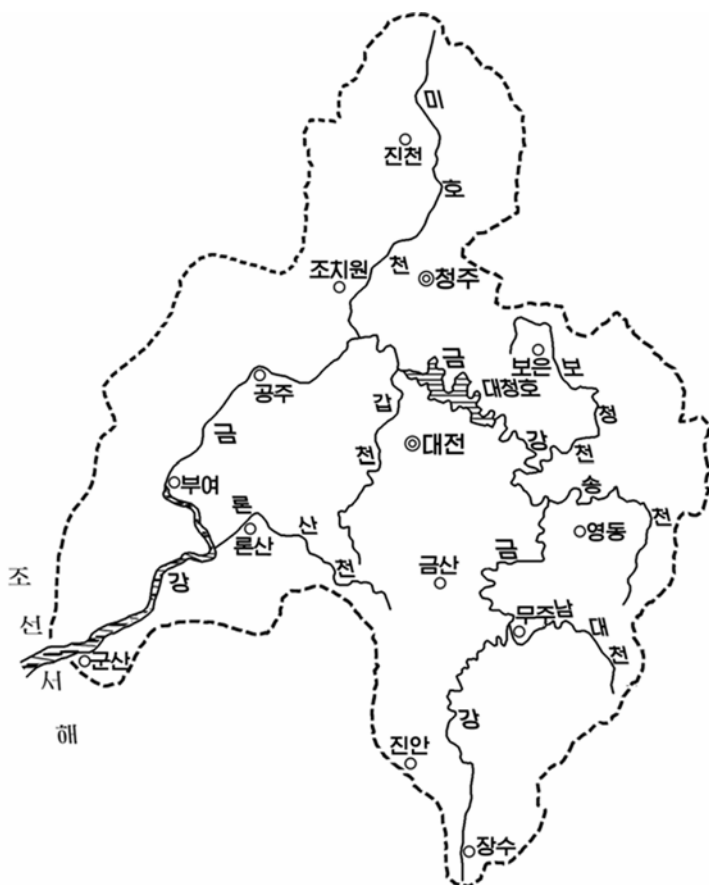 미호천
진천
조치원
청주
금강
대청호
보은
보청천
공주
갑천
대전
금강
부여
론산천
론산
송천
영동
금산
금강
무주
남대천
조선서해
군산
진안
장수